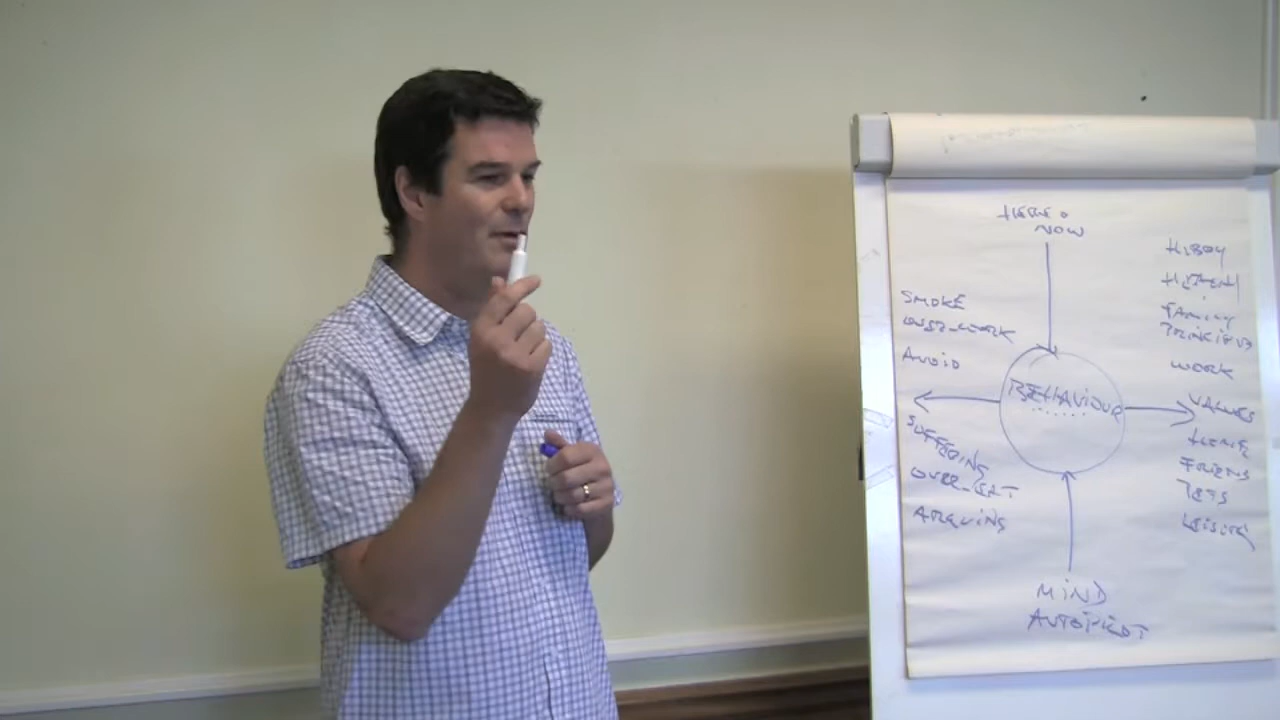 HERE +
NOW
SMOKE
OVER-WORK
AVOID
BEHAVIOUR
SUFFERING
OVER-EAT
ARGUING
HOBBY
HEALTH
FAMILY
WORK
VALUES
FRIENDS
PETS
LEISURE
MIND
AUTOPILOT